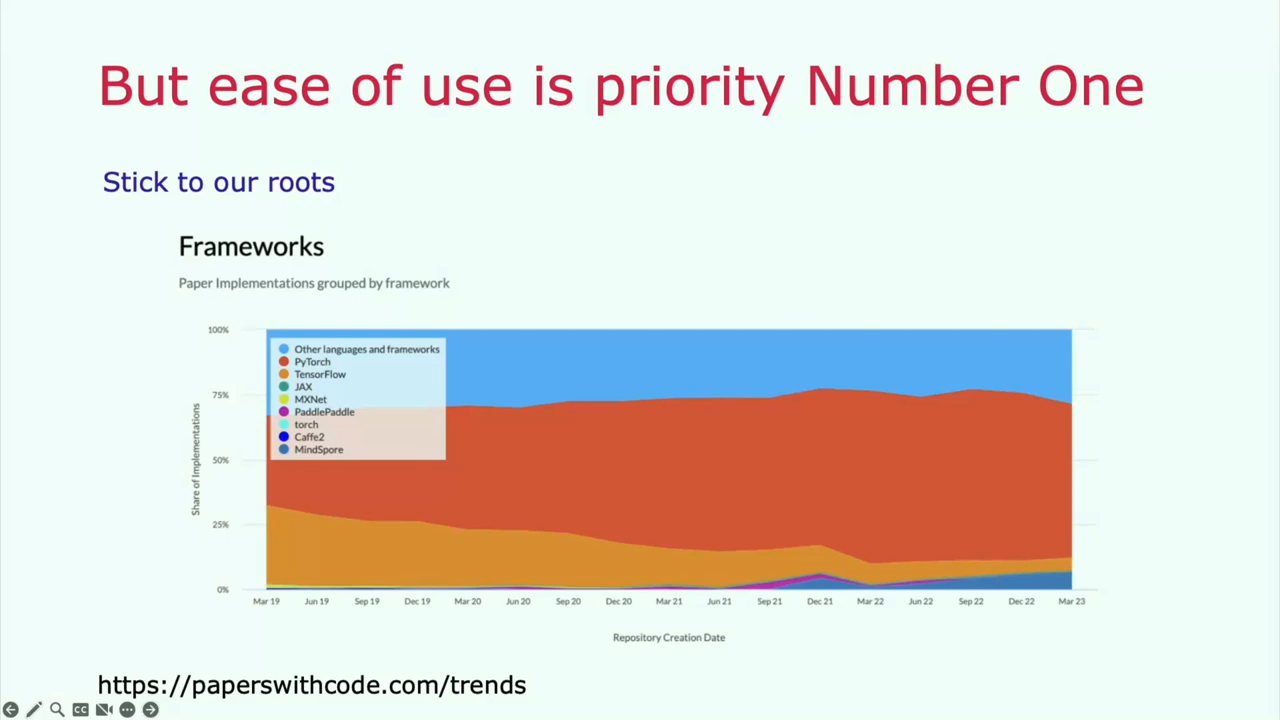 But ease of use is priority Number One
Stick to our roots
Frameworks
Paper Implementations grouped by framework
100%
75%
50%
25%
0%
Share of Implementations
Other languages and frameworks
PyTorch
TensorFlow
JAX
MXNet
PaddlePaddle
torch
Caffe2
MindSpore
Mar 19 Jun 19 Sep 19 Dec 19 Mar 20 Jun 20 Sep 20 Dec 20 Mar 21 Jun 21 Sep 21 Dec 21 Mar 22 Jun 22 Sep 22 Dec 22 Mar 23
Repository Creation Date
https://paperswithcode.com/trends
CC